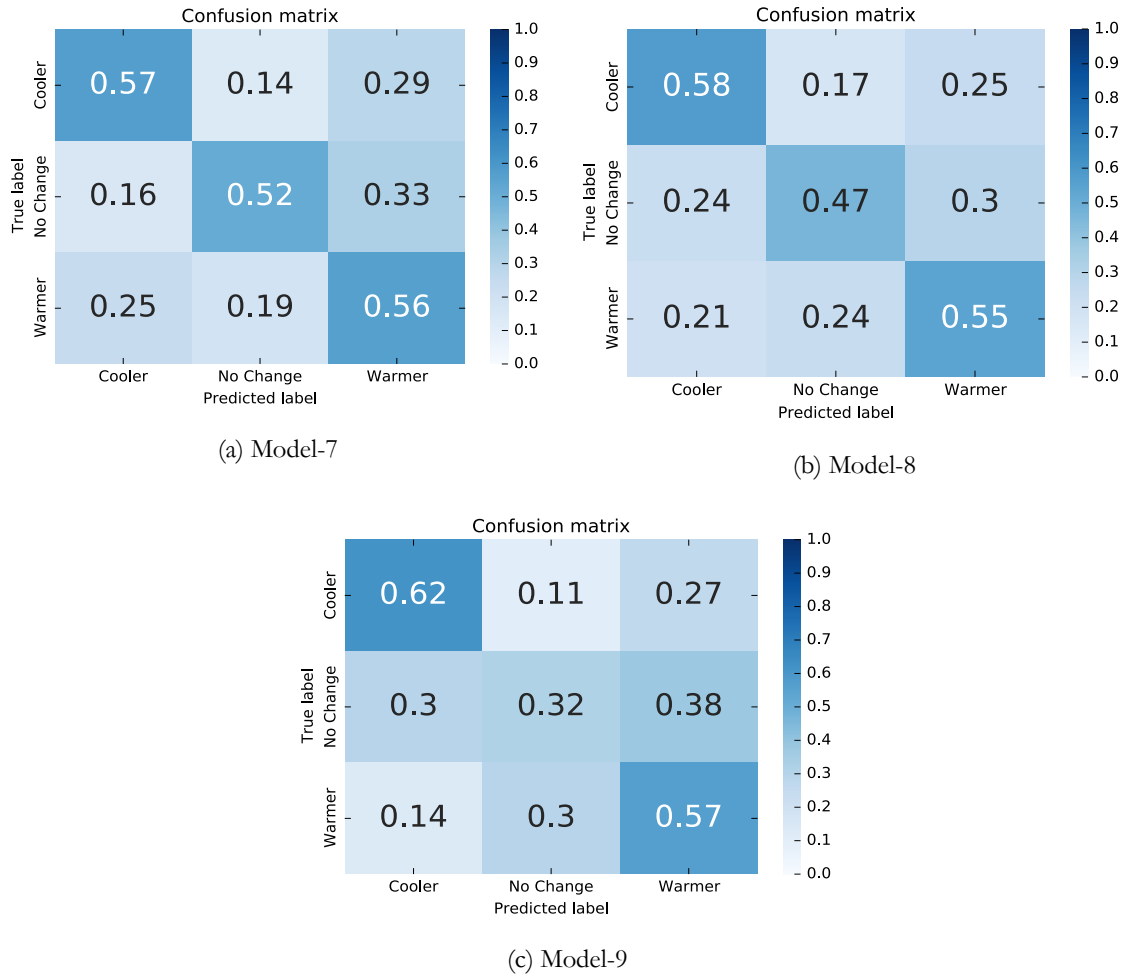 Confusion matrix
1.0
0.9
0.8
0.7
0.6
0.5
0.4
0.3
0.2
0.1
0.0
True label
Cooler
No Change
Warmer
0.57 0.14 0.29
0.16 0.52 0.33
0.25 0.19 0.56
Cooler No Change Warmer
Predicted label
(a) Model-7
Confusion matrix
1.0
0.9
0.8
0.7
0.6
0.5
0.4
0.3
0.2
0.1
0.0
True label
Cooler
No Change
Warmer
0.58 0.17 0.25
0.24 0.47 0.3
0.21 0.24 0.55
Cooler No Change Warmer
Predicted label
(b) Model-8
Confusion matrix
1.0
0.9
0.8
0.7
0.6
0.5
0.4
0.3
0.2
0.1
0.0
True label
Cooler
No Change
Warmer
0.62 0.11 0.27
0.3 0.32 0.38
0.14 0.3 0.57
Cooler No Change Warmer
Predicted label
(c) Model-9